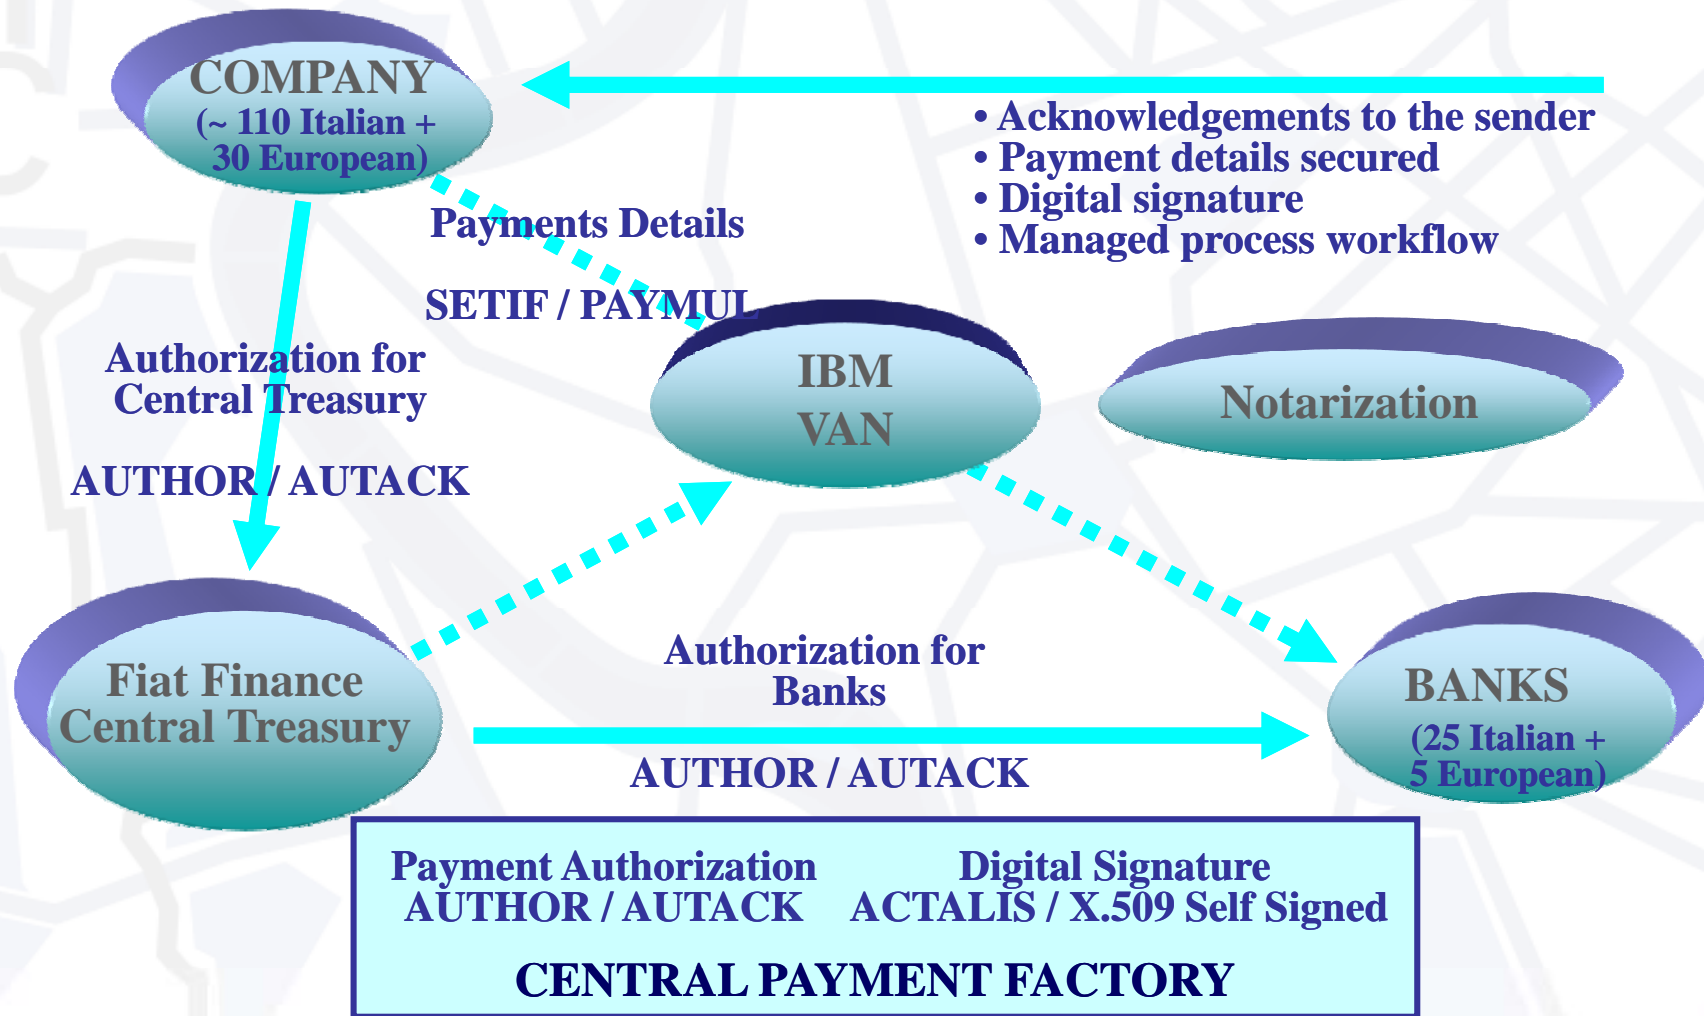 COMPANY
(~ 110 Italian +
30 European)
• Acknowledgements to the sender
• Payment details secured
• Digital signature
• Managed process workflow
Payments Details
SETIF / PAYMUL
Authorization for
Central Treasury
AUTHOR / AUTACK
IBM
VAN
Notarization
Fiat Finance
Central Treasury
Authorization for
Banks
AUTHOR / AUTACK
BANKS
(25 Italian +
5 European)
Payment Authorization
AUTHOR / AUTACK
Digital Signature
ACTALIS / X.509 Self Signed
CENTRAL PAYMENT FACTORY